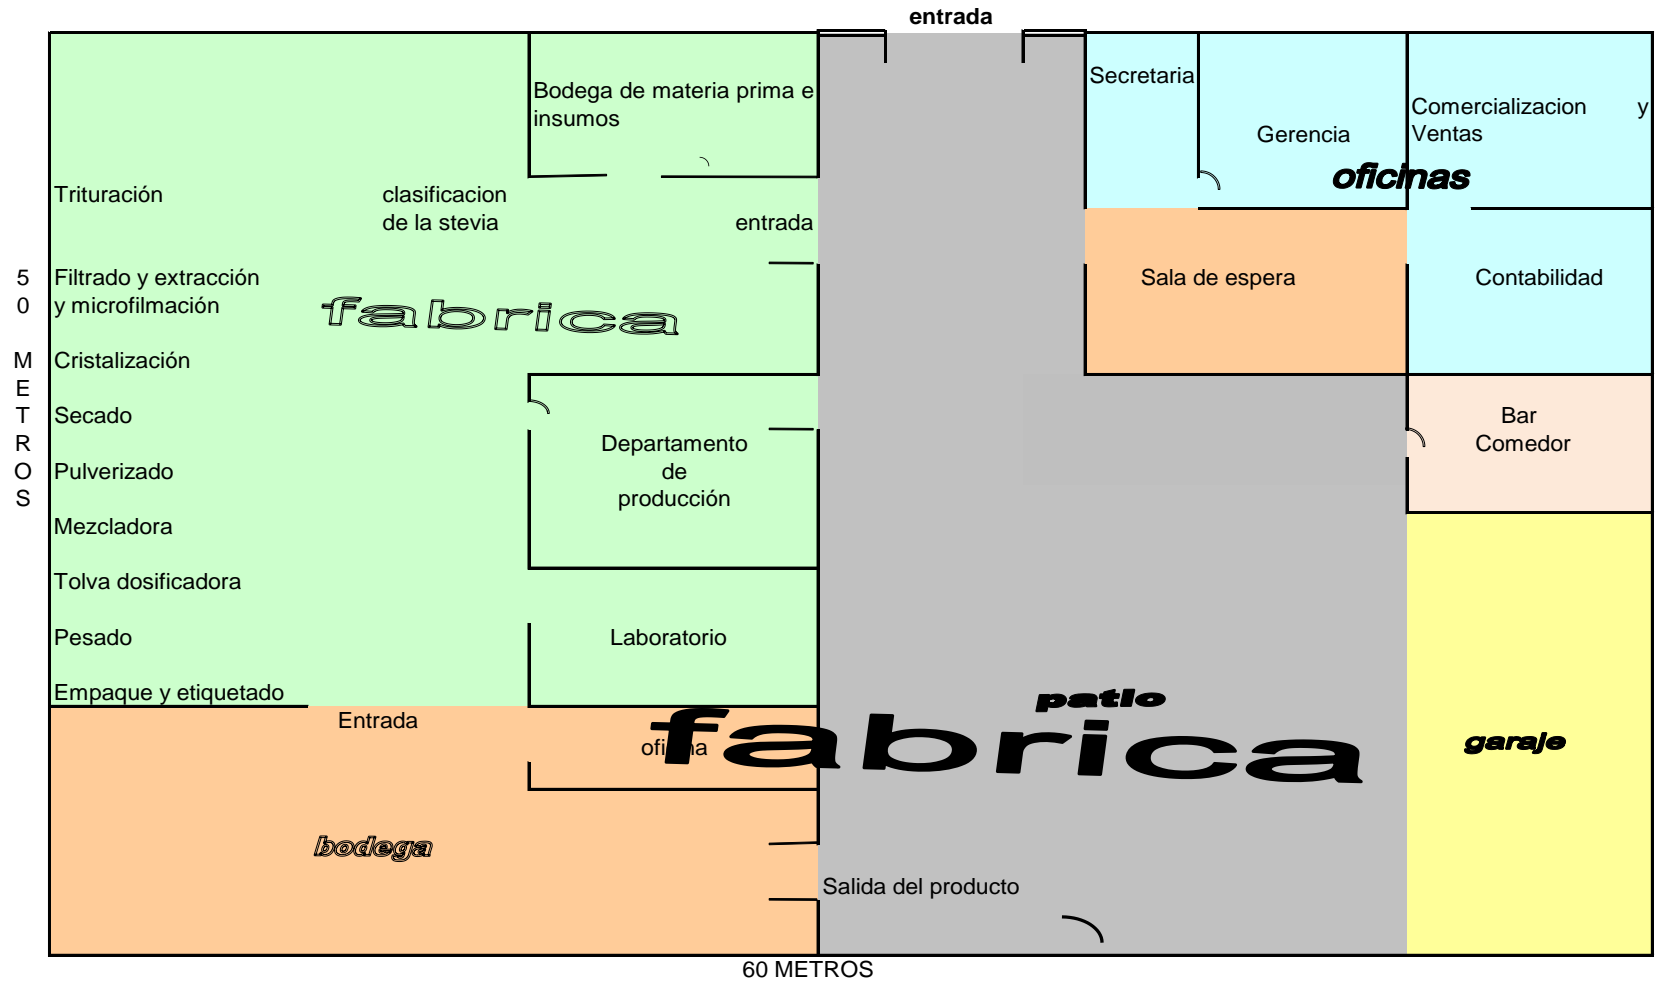 entrada
Secretaria
Bodega de materia prima e
insumos
Comercializacion y
Ventas
Gerencia
oficinas
Trituración
clasificacion
de la stevia
entrada
5
0
M
E
T
R
O
S
Filtrado y extracción
y microfilmación
Sala de espera
Contabilidad
fabrica
Cristalización
Secado
Bar
Comedor
Departamento
de
producción
Pulverizado
Mezcladora
Tolva dosificadora
Pesado
Laboratorio
Empaque y etiquetado
patio
Entrada
oficina
fabrica
garaje
bodega
Salida del producto
60 METROS